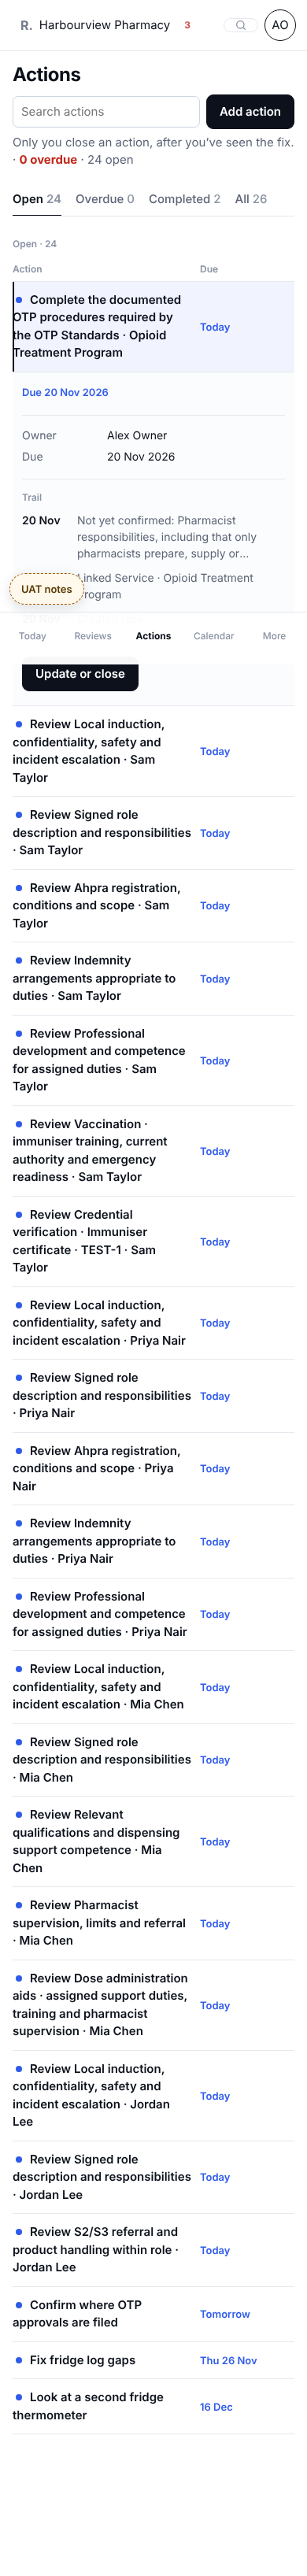 R. Harbourview Pharmacy 3 AO
Actions
Search actions
Add action
Only you close an action, after you've seen the fix.
· 0 overdue · 24 open
Open 24 Overdue 0 Completed 2 All 26
Open · 24
Action Due
Complete the documented
OTP procedures required by
the OTP Standards · Opioid
Treatment Program
Today
Due 20 Nov 2026
Owner Alex Owner
Due 20 Nov 2026
Trail
20 Nov Not yet confirmed: Pharmacist
responsibilities, including that only
pharmacists prepare, supply or...
Linked Service · Opioid Treatment
Program
UAT notes
Today Reviews Actions Calendar More
Update or close
Review Local induction,
confidentiality, safety and
incident escalation · Sam
Taylor
Today
Review Signed role
description and responsibilities
· Sam Taylor
Today
Review Ahpra registration,
conditions and scope · Sam
Taylor
Today
Review Indemnity
arrangements appropriate to
duties · Sam Taylor
Today
Review Professional
development and competence
for assigned duties · Sam
Taylor
Today
Review Vaccination ·
immuniser training, current
authority and emergency
readiness · Sam Taylor
Today
Review Credential
verification · Immuniser
certificate · TEST-1 · Sam
Taylor
Today
Review Local induction,
confidentiality, safety and
incident escalation · Priya Nair
Today
Review Signed role
description and responsibilities
· Priya Nair
Today
Review Ahpra registration,
conditions and scope · Priya
Nair
Today
Review Indemnity
arrangements appropriate to
duties · Priya Nair
Today
Review Professional
development and competence
for assigned duties · Priya Nair
Today
Review Local induction,
confidentiality, safety and
incident escalation · Mia Chen
Today
Review Signed role
description and responsibilities
· Mia Chen
Today
Review Relevant
qualifications and dispensing
support competence · Mia
Chen
Today
Review Pharmacist
supervision, limits and referral
· Mia Chen
Today
Review Dose administration
aids · assigned support duties,
training and pharmacist
supervision · Mia Chen
Today
Review Local induction,
confidentiality, safety and
incident escalation · Jordan
Lee
Today
Review Signed role
description and responsibilities
· Jordan Lee
Today
Review S2/S3 referral and
product handling within role ·
Jordan Lee
Today
Confirm where OTP
approvals are filed
Tomorrow
Fix fridge log gaps
Thu 26 Nov
Look at a second fridge
thermometer
16 Dec